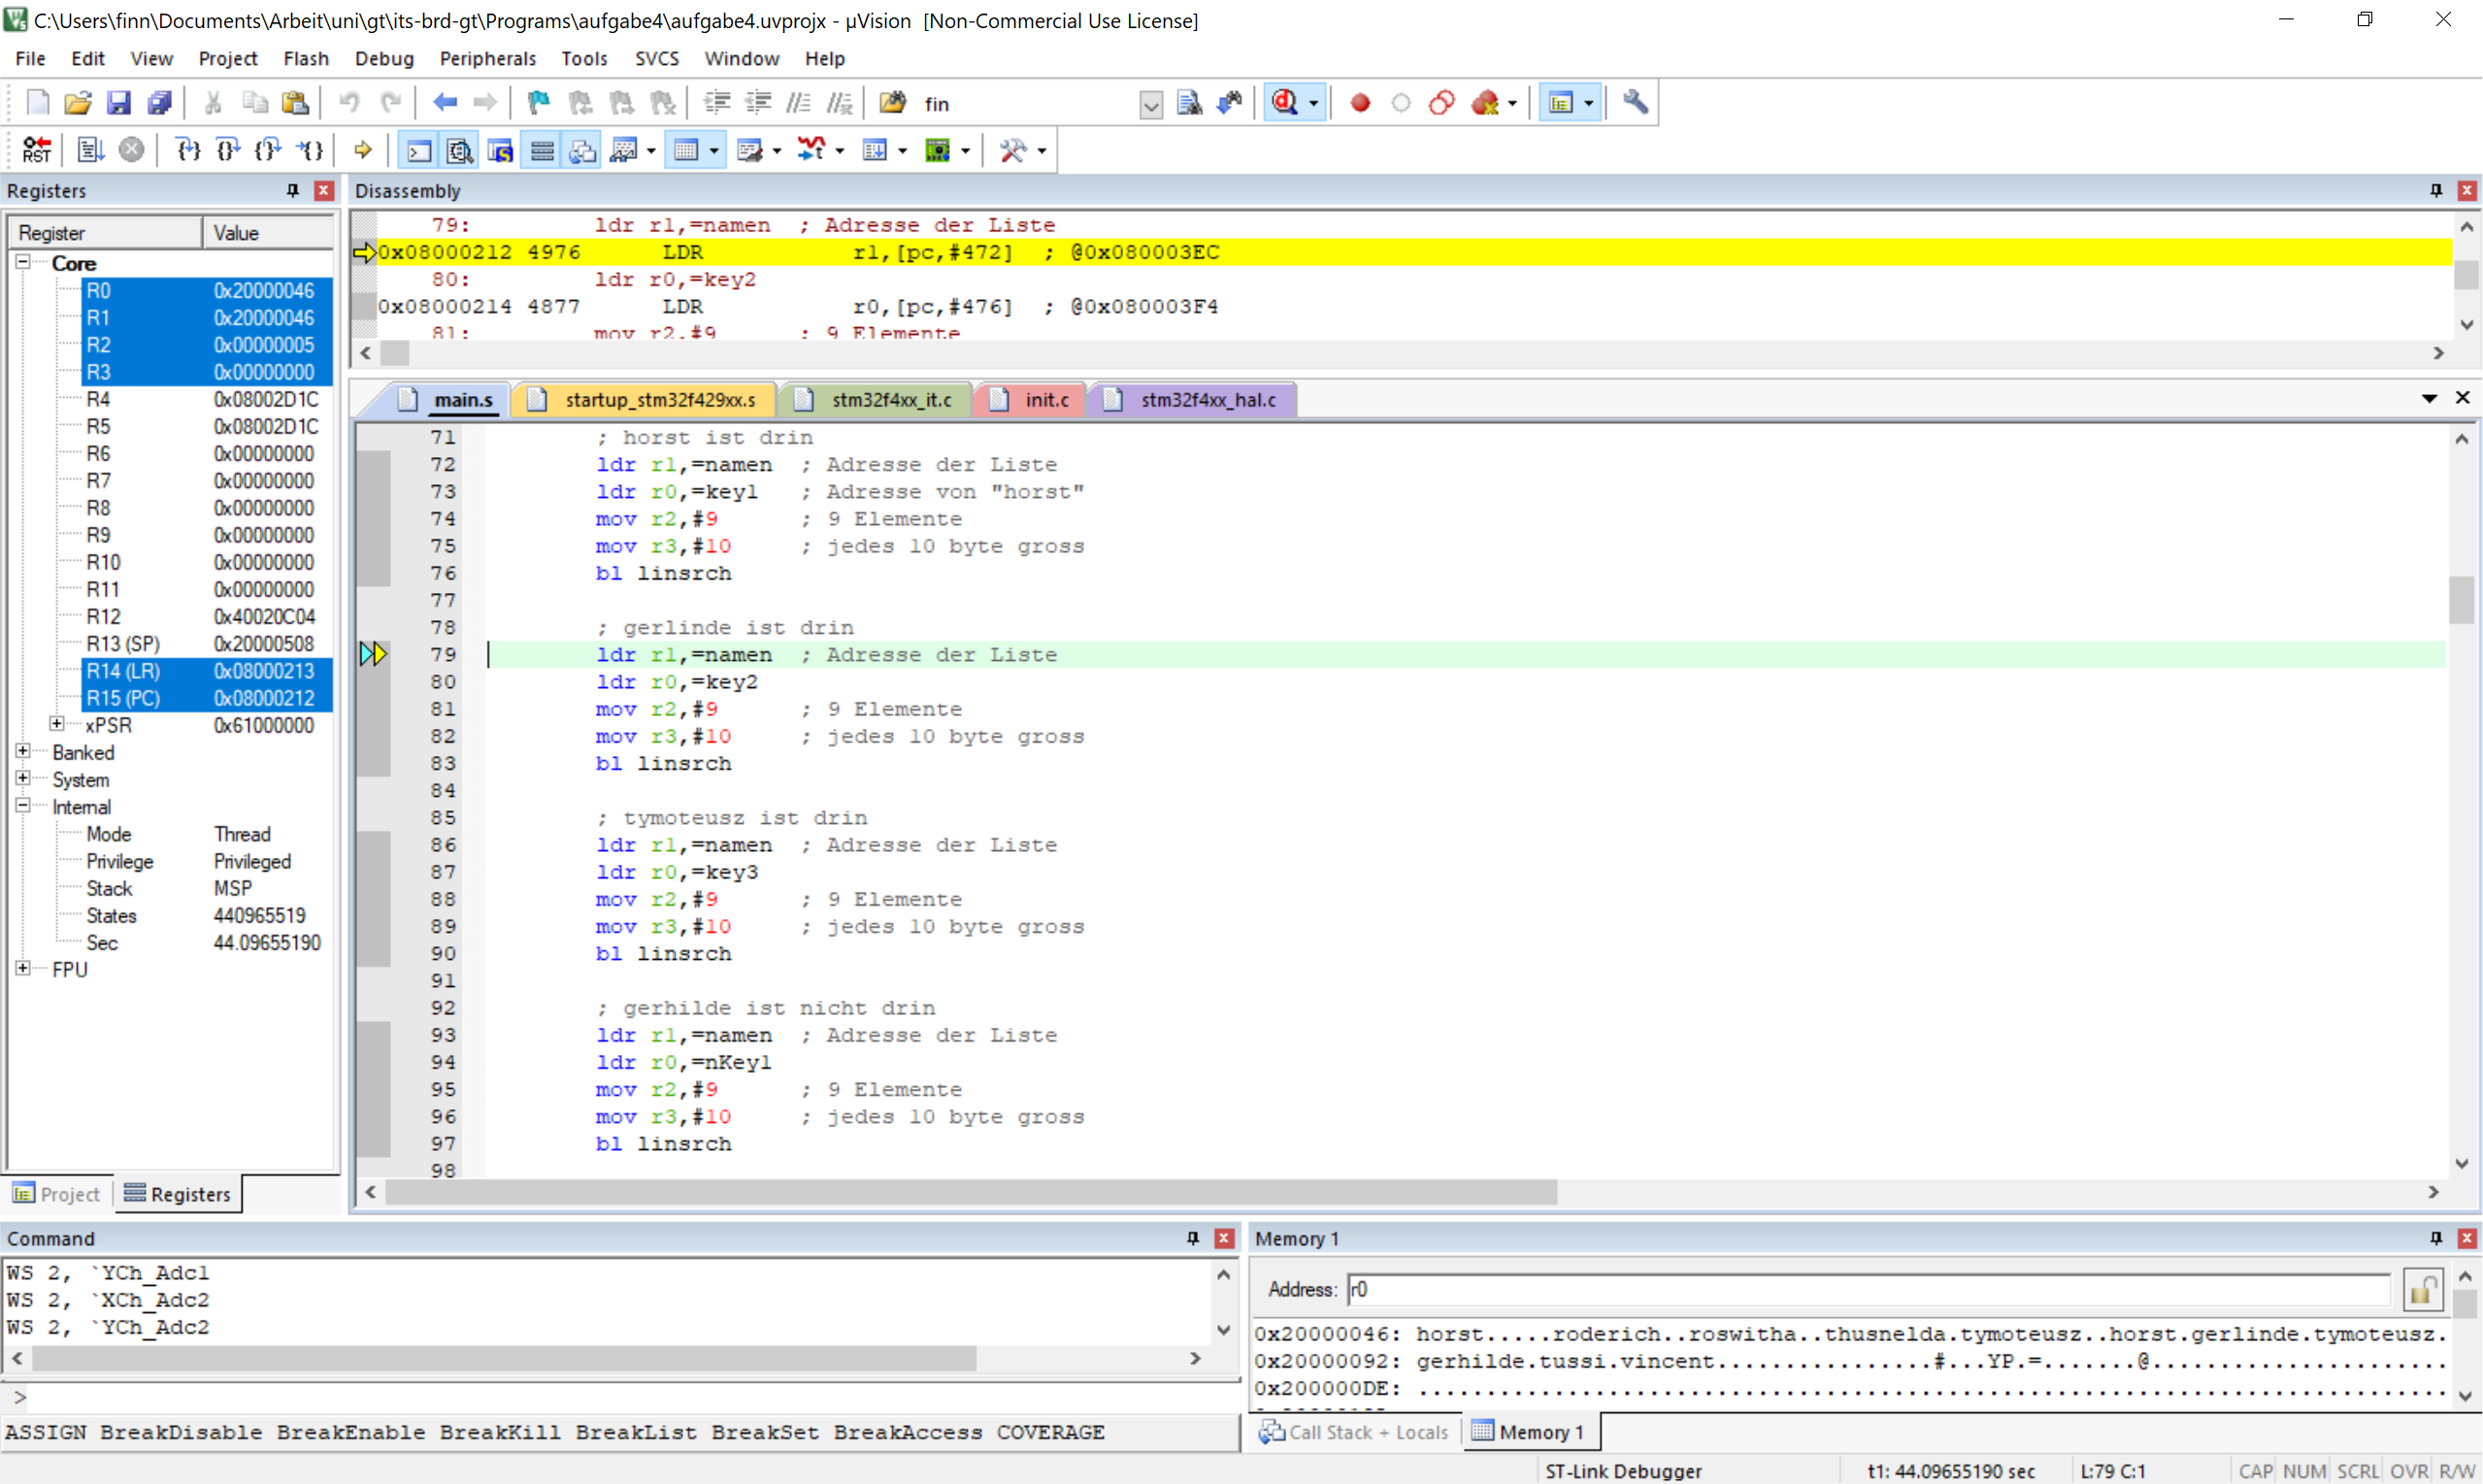 C:\Users\finn\Documents\Arbeit\uni\gt\its-brd-gt\Programs\aufgabe4\aufgabe4.uvprojx - µVision  [Non-Commercial Use License]
File Edit View Project Flash Debug Peripherals Tools SVCS Window Help
fin
RST
Registers
Register Value
Core
R0 0x20000046
R1 0x20000046
R2 0x00000005
R3 0x00000000
R4 0x08002D1C
R5 0x08002D1C
R6 0x00000000
R7 0x00000000
R8 0x00000000
R9 0x00000000
R10 0x00000000
R11 0x00000000
R12 0x40020C04
R13 (SP) 0x20000508
R14 (LR) 0x08000213
R15 (PC) 0x08000212
xPSR 0x61000000
Banked
System
Internal
Mode Thread
Privilege Privileged
Stack MSP
States 440965519
Sec 44.09655190
FPU
Project Registers
Disassembly
79: ldr r1,=namen ; Adresse der Liste
0x08000212 4976 LDR r1,[pc,#472] ; @0x080003EC
80: ldr r0,=key2
0x08000214 4877 LDR r0,[pc,#476] ; @0x080003F4
81: mov r2,#9 ; 9 Elemente
main.s startup_stm32f429xx.s stm32f4xx_it.c init.c stm32f4xx_hal.c
71 ; horst ist drin
72 ldr r1,=namen ; Adresse der Liste
73 ldr r0,=key1 ; Adresse von "horst"
74 mov r2,#9 ; 9 Elemente
75 mov r3,#10 ; jedes 10 byte gross
76 bl linsrch
77
78 ; gerlinde ist drin
79 ldr r1,=namen ; Adresse der Liste
80 ldr r0,=key2
81 mov r2,#9 ; 9 Elemente
82 mov r3,#10 ; jedes 10 byte gross
83 bl linsrch
84
85 ; tymoteusz ist drin
86 ldr r1,=namen ; Adresse der Liste
87 ldr r0,=key3
88 mov r2,#9 ; 9 Elemente
89 mov r3,#10 ; jedes 10 byte gross
90 bl linsrch
91
92 ; gerhilde ist nicht drin
93 ldr r1,=namen ; Adresse der Liste
94 ldr r0,=nKey1
95 mov r2,#9 ; 9 Elemente
96 mov r3,#10 ; jedes 10 byte gross
97 bl linsrch
98
Command
WS 2, `YCh_Adc1
WS 2, `XCh_Adc2
WS 2, `YCh_Adc2
>
ASSIGN BreakDisable BreakEnable BreakKill BreakList BreakSet BreakAccess COVERAGE
Memory 1
Address: r0
0x20000046: horst.....roderich..roswitha..thusnelda.tymoteusz..horst.gerlinde.tymoteusz.
0x20000092: gerhilde.tussi.vincent................#...YP.=.......@......................
0x200000DE: ............................................................................
Call Stack + Locals Memory 1
ST-Link Debugger t1: 44.09655190 sec L:79 C:1 CAP NUM SCRL OVR R/W